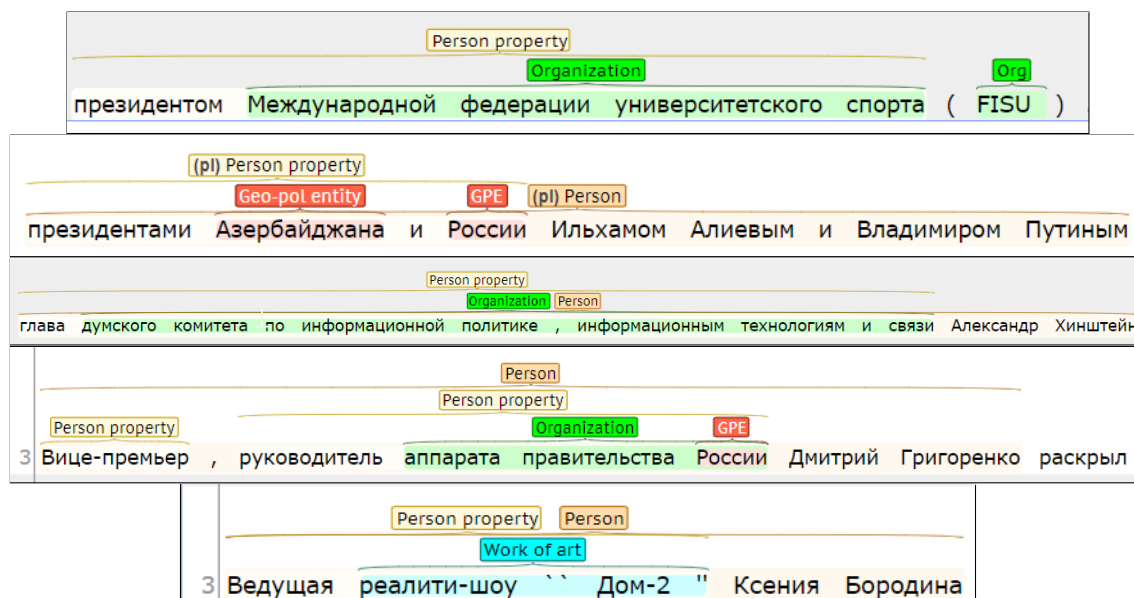 Person property
Organization Org
президентом Международной федерации университетского спорта ( FISU )
(pl) Person property
Geo-pol entity GPE (pl) Person
президентами Азербайджана и России Ильхамом Алиевым и Владимиром Путиным
Person property
Organization Person
глава думского комитета по информационной политике , информационным технологиям и связи Александр Хинштейн
Person
Person property
Person property Organization GPE
3 Вице-премьер , руководитель аппарата правительства России Дмитрий Григоренко раскрыл
Person property Person
Work of art
3 Ведущая реалити-шоу `` Дом-2 " Ксения Бородина